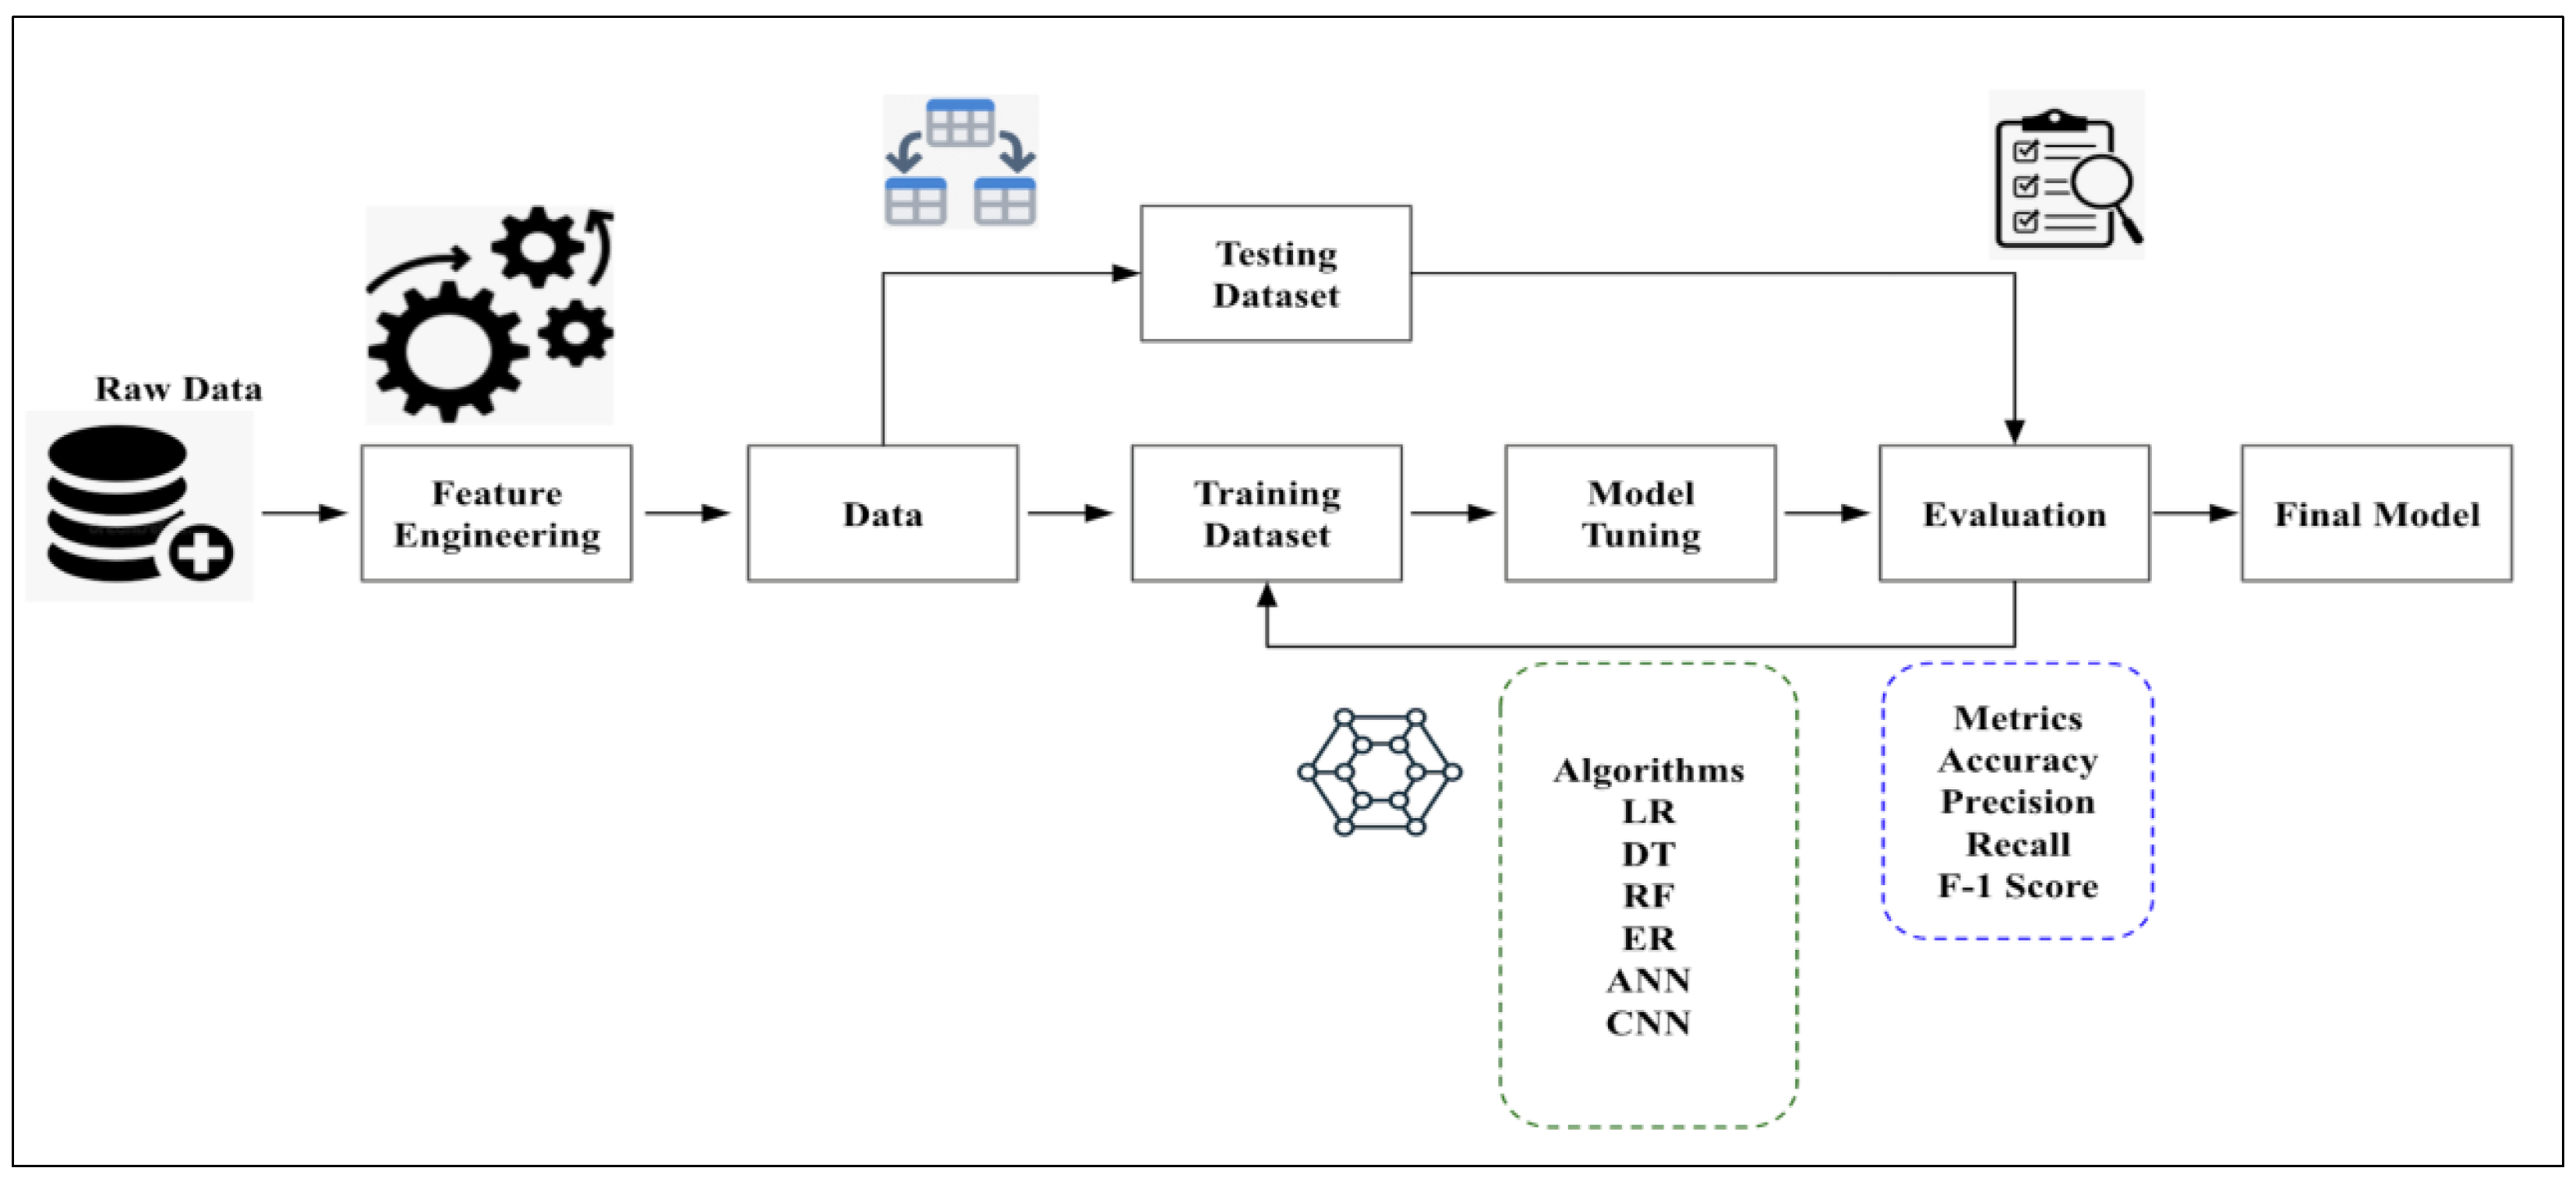 Raw Data
Feature
Engineering
Data
Testing
Dataset
Training
Dataset
Model
Tuning
Evaluation
Final Model
Algorithms
LR
DT
RF
ER
ANN
CNN
Metrics
Accuracy
Precision
Recall
F-1 Score